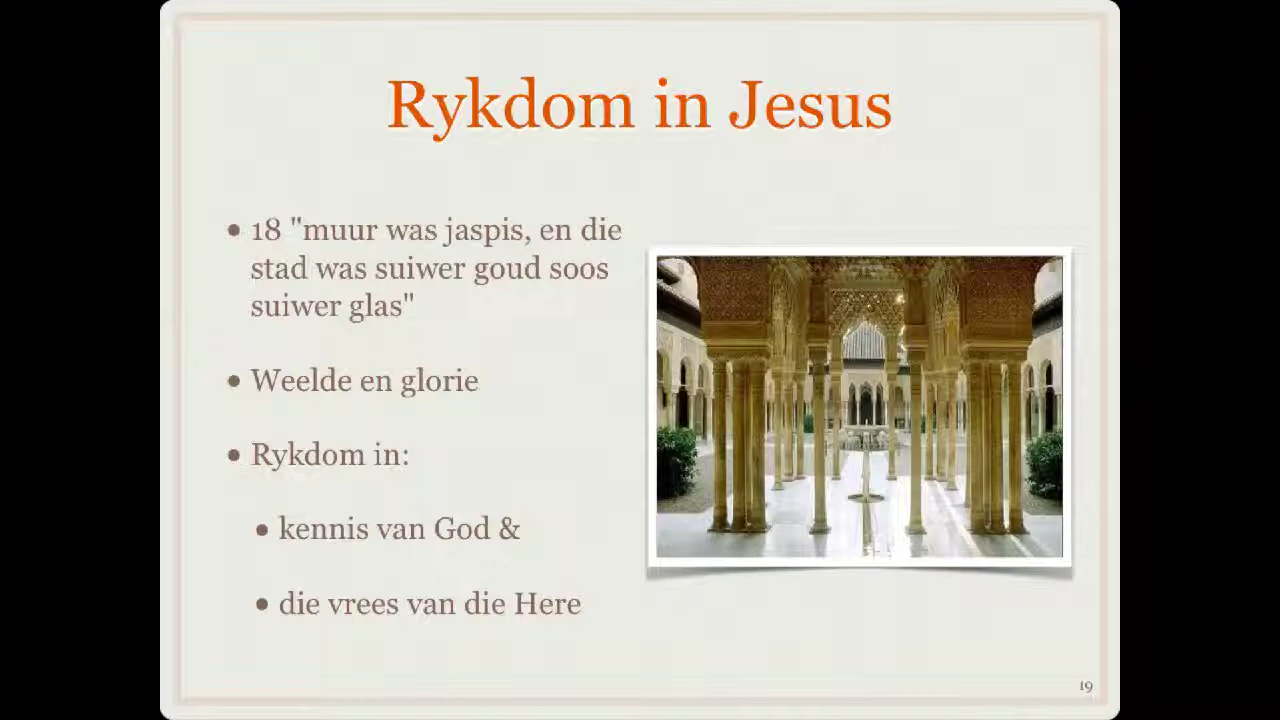 Rykdom in Jesus
• 18 "muur was jaspis, en die
stad was suiwer goud soos
suiwer glas"
• Weelde en glorie
• Rykdom in:
• kennis van God &
• die vrees van die Here
19